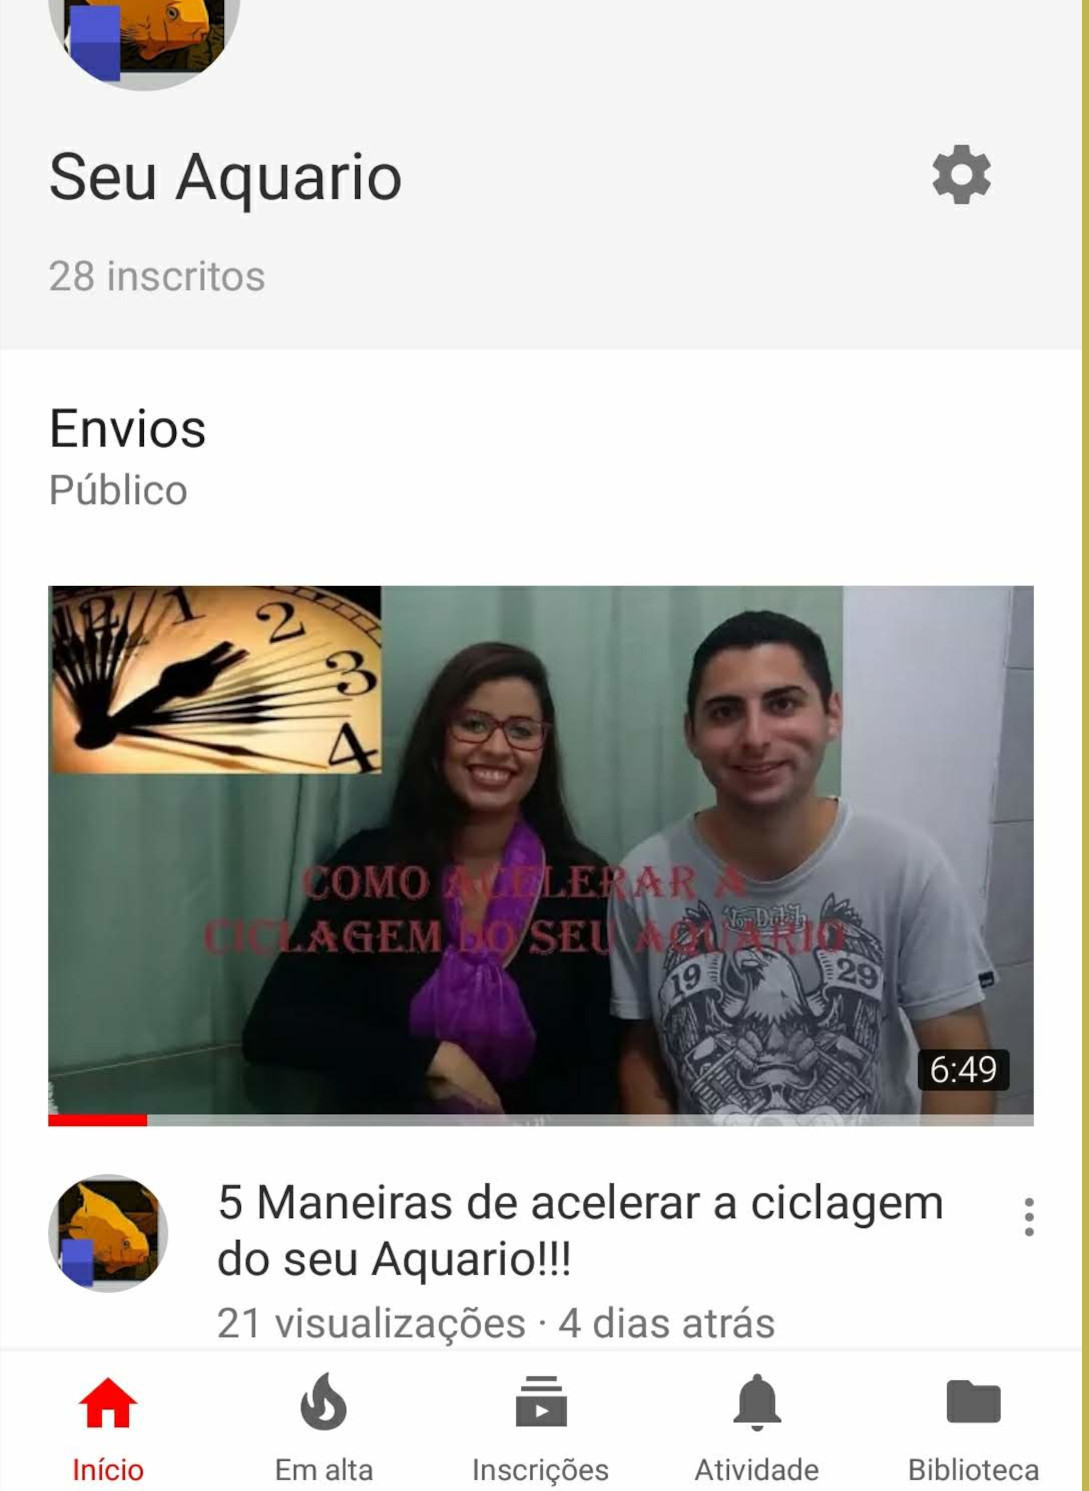 Seu Aquario
28 inscritos
Envios
Público
12 1 2 3 4
COMO ACELERAR A
CICLAGEM DO SEU AQUARIO
Von Dutch
19 29
6:49
5 Maneiras de acelerar a ciclagem
do seu Aquario!!!
21 visualizações · 4 dias atrás
Início Em alta Inscrições Atividade Biblioteca